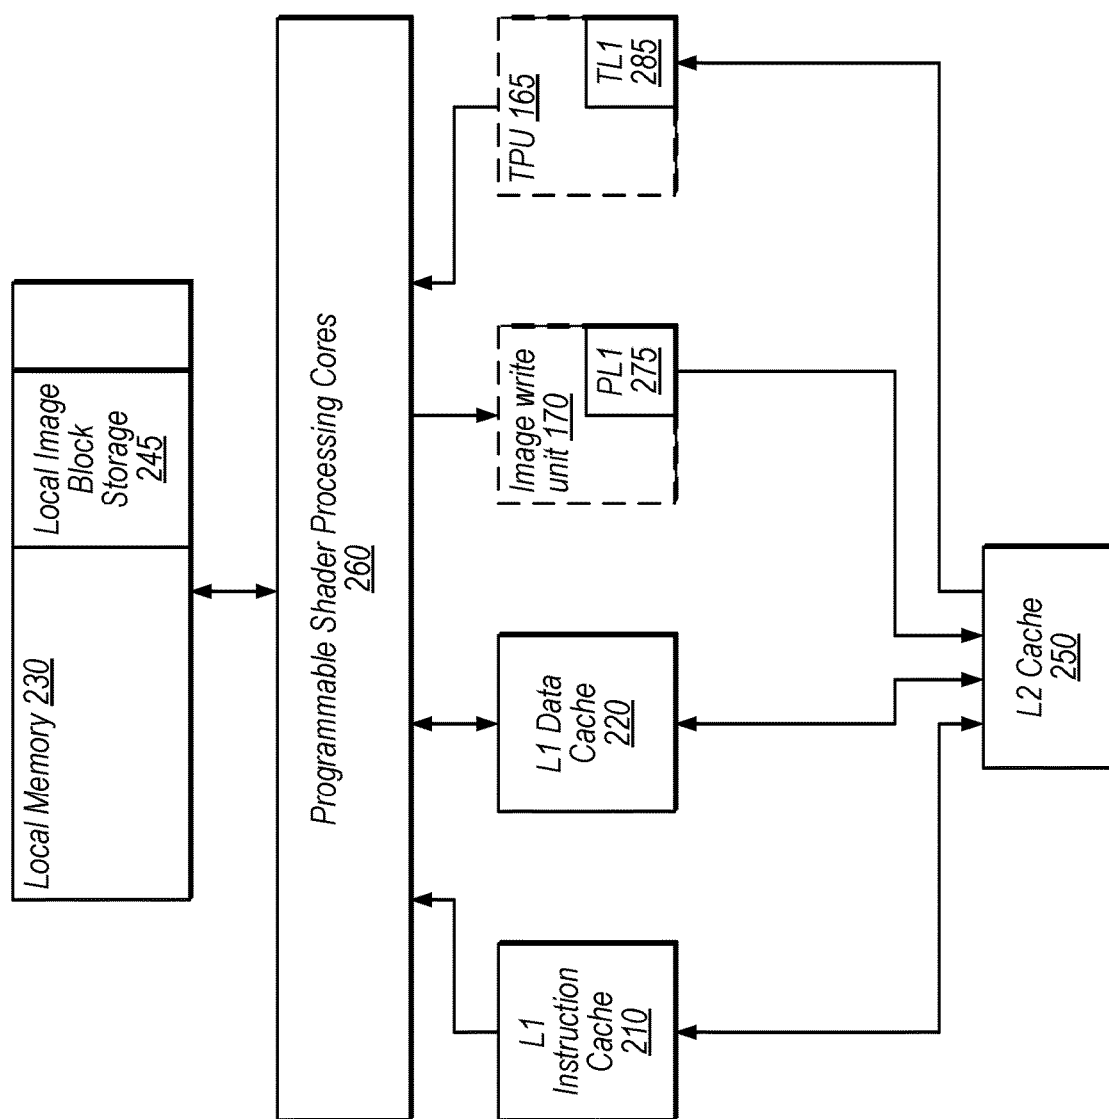 Local Memory 230
Local Image
Block
Storage
245
Programmable Shader Processing Cores
260
L1
Instruction
Cache
210
L1 Data
Cache
220
Image write
unit 170
PL1
275
TPU 165
TL1
285
L2 Cache
250